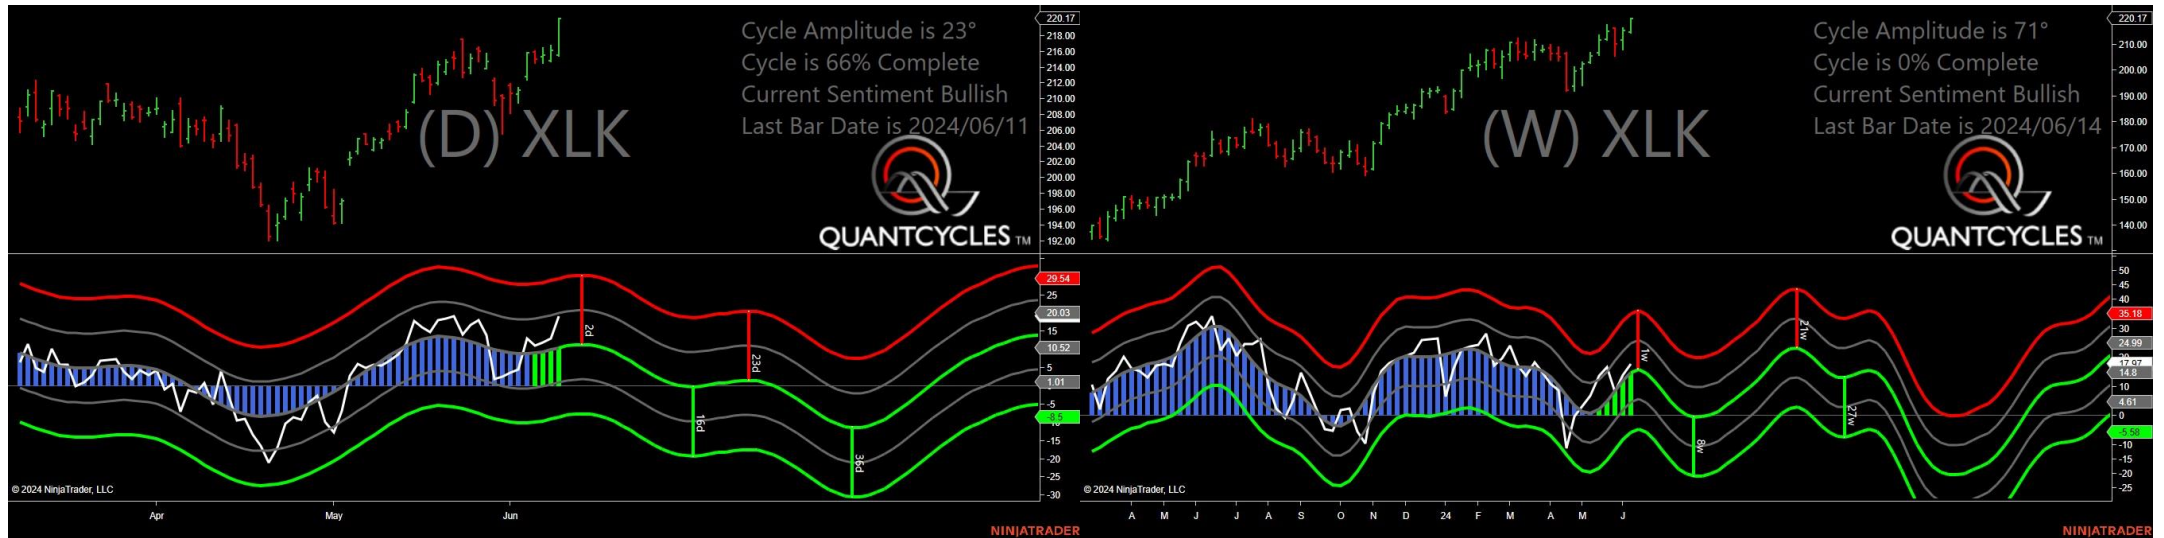 Cycle Amplitude is 23°
Cycle is 66% Complete
Current Sentiment Bullish
Last Bar Date is 2024/06/11
(D) XLK
QUANTCYCLES TM
220.17
218.00
216.00
214.00
212.00
210.00
208.00
206.00
204.00
202.00
200.00
198.00
196.00
194.00
192.00
29.54
25
20.03
15
10.52
5
1.01
-5
-8.5
-15
-20
-25
-30
2d
23d
16d
36d
© 2024 NinjaTrader, LLC
Apr May Jun
NINJATRADER
Cycle Amplitude is 71°
Cycle is 0% Complete
Current Sentiment Bullish
Last Bar Date is 2024/06/14
(W) XLK
QUANTCYCLES TM
220.17
210.00
200.00
190.00
180.00
170.00
160.00
150.00
140.00
50
45
40
35.18
30
24.99
17.97
14.8
10
4.61
0
-5.58
-10
-15
-20
-25
1w
21w
8w
27w
© 2024 NinjaTrader, LLC
A M J J A S O N D 24 F M A M J
NINJATRADER